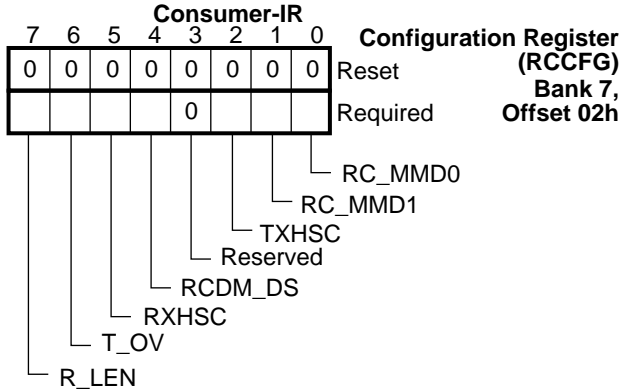 Consumer-IR
7 6 5 4 3 2 1 0
Configuration Register
(RCCFG)
Bank 7,
Offset 02h
0 0 0 0 0 0 0 0 Reset
0 Required
RC_MMD0
RC_MMD1
TXHSC
Reserved
RCDM_DS
RXHSC
T_OV
R_LEN